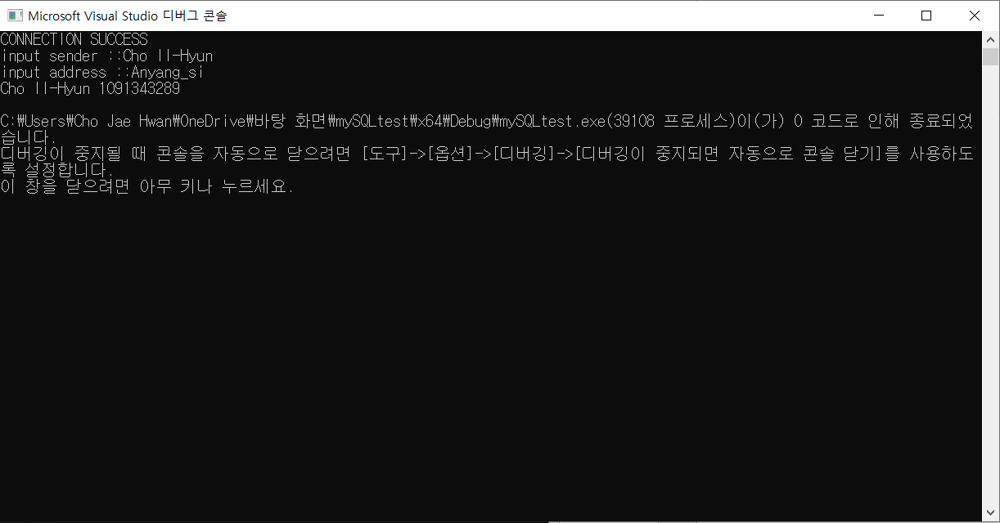 Microsoft Visual Studio 디버그 콘솔
CONNECTION SUCCESS
input sender ::Cho Il-Hyun
input address ::Anyang_si
Cho Il-Hyun 1091343289
C:₩Users₩Cho Jae Hwan₩OneDrive₩바탕 화면₩mySQLtest₩x64₩Debug₩mySQLtest.exe(39108 프로세스)이(가) 0 코드로 인해 종료되었
습니다.
디버깅이 중지될 때 콘솔을 자동으로 닫으려면 [도구]->[옵션]->[디버깅]->[디버깅이 중지되면 자동으로 콘솔 닫기]를 사용하도
록 설정합니다.
이 창을 닫으려면 아무 키나 누르세요.